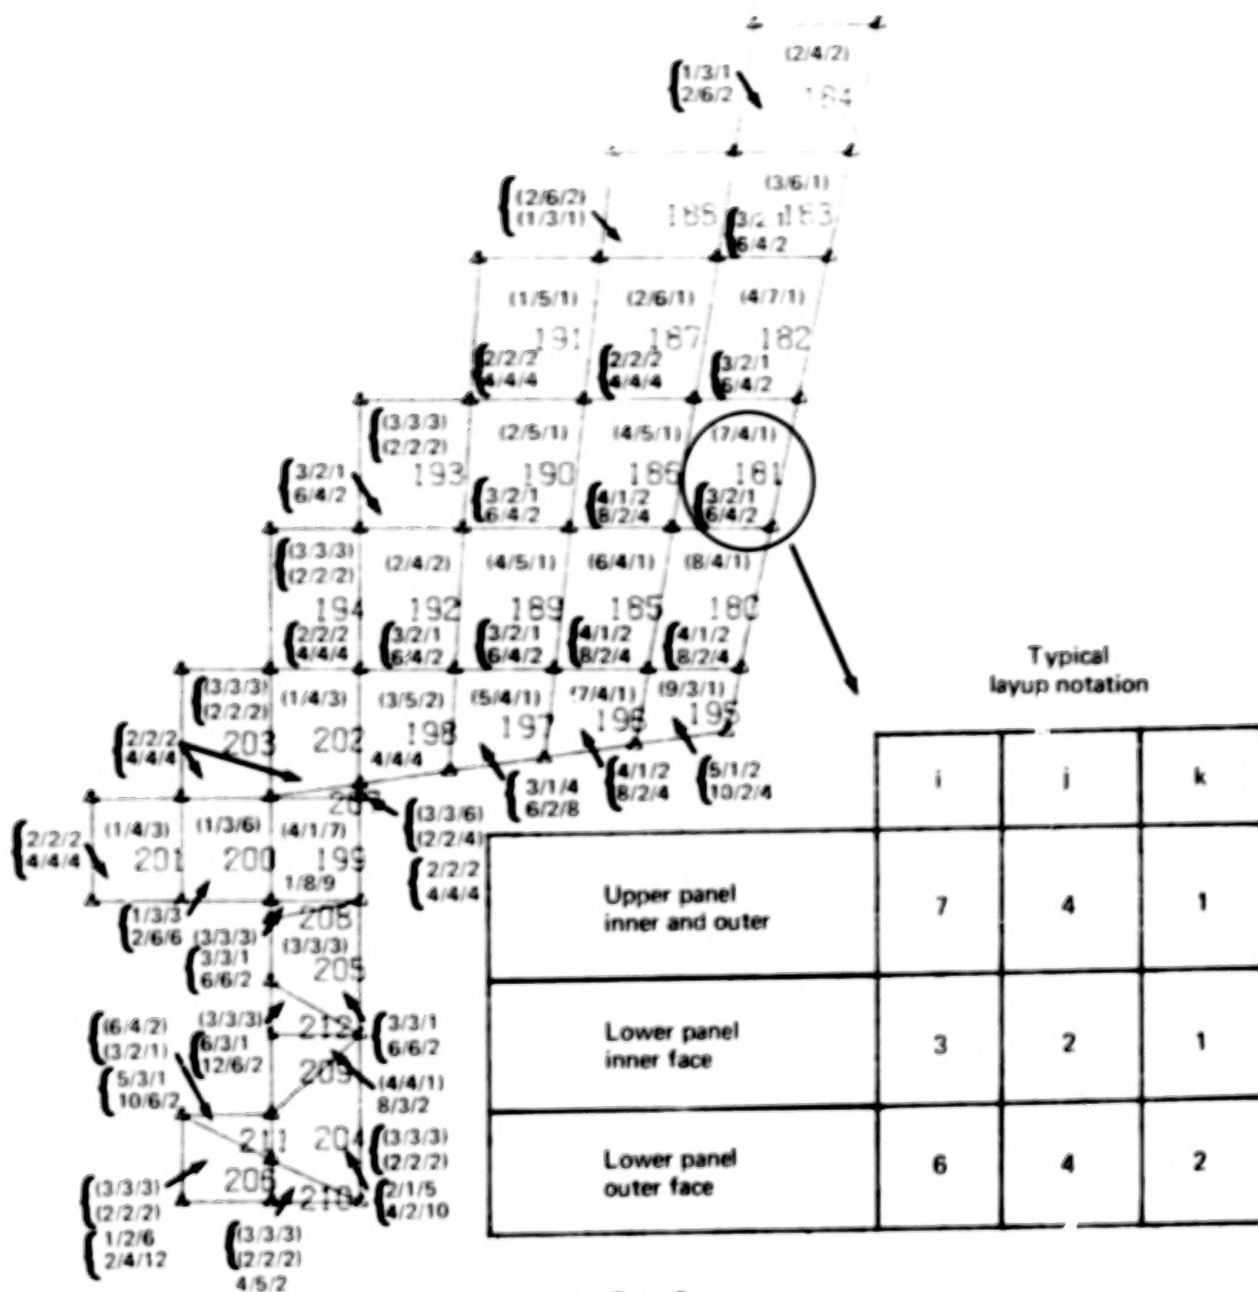 (2/4/2)
1/3/1
2/6/2
184
(3/6/1)
(2/6/2)
(1/3/1)
183
6/4/2
(1/5/1) (2/6/1) (4/7/1)
191 187 182
2/2/2 2/2/2 3/2/1
4/4/4 4/4/4 6/4/2
(3/3/3)
(2/2/2)
(2/5/1) (4/5/1) (7/4/1)
193 190 186 181
3/2/1
6/4/2
3/2/1 4/1/2 3/2/1
6/4/2 8/2/4 6/4/2
(3/3/3)
(2/2/2)
(2/4/2) (4/5/1) (6/4/1) (8/4/1)
194 192 189 185 180
2/2/2 3/2/1 3/2/1 4/1/2 4/1/2
4/4/4 6/4/2 6/4/2 8/2/4 8/2/4
(3/3/3)
(2/2/2)
(1/4/3) (3/5/2) (5/4/1) (7/4/1) (9/3/1)
203 202 198 197 196 195
2/2/2
4/4/4
4/4/4
3/1/4
6/2/8
4/1/2
8/2/4
5/1/2
10/2/4
(3/3/6)
(2/2/4)
2/2/2
4/4/4
(1/4/3) (1/3/6) (4/1/7)
2/2/2
4/4/4
201 200 199
1/8/9
1/3/3
2/6/6
208
(3/3/3)
3/3/1
6/6/2
(3/3/3)
205
(3/3/3)
6/3/1
12/6/2
212
3/3/1
6/6/2
209
(4/4/1)
8/3/2
(6/4/2)
(3/2/1)
5/3/1
10/6/2
211 204
(3/3/3)
(2/2/2)
2/1/5
4/2/10
206 210
(3/3/3)
(2/2/2)
1/2/6
2/4/12
(3/3/3)
(2/2/2)
4/5/2
Typical
layup notation
i j k
Upper panel
inner and outer
7 4 1
Lower panel
inner face
3 2 1
Lower panel
outer face
6 4 2